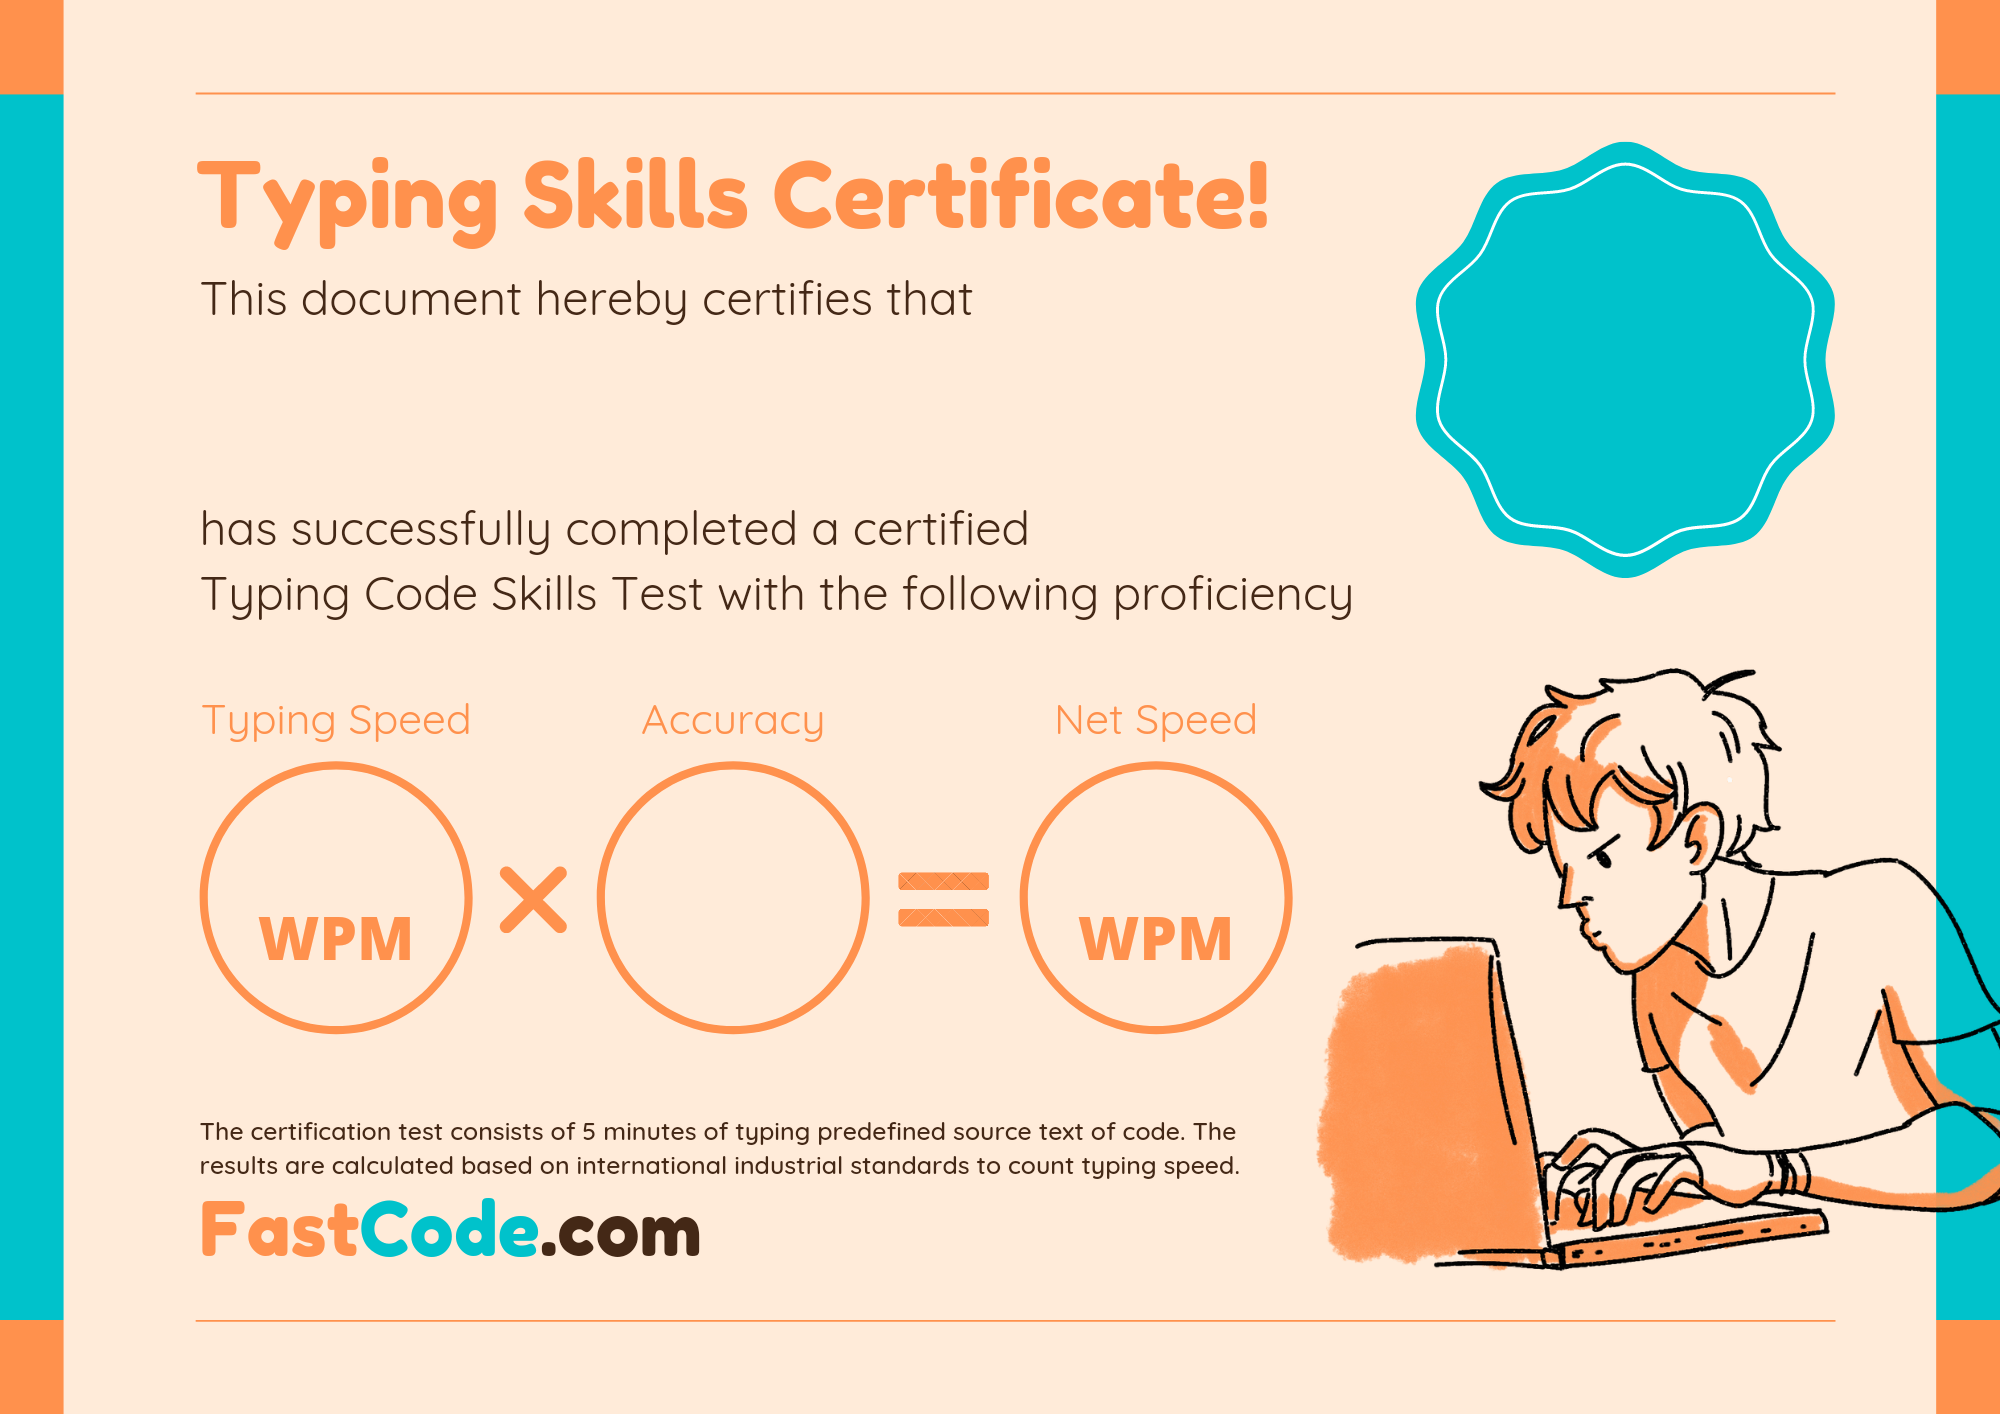 Typing Skills Certificate!
This document hereby certifies that
has successfully completed a certified
Typing Code Skills Test with the following proficiency
Typing Speed
Accuracy
Net Speed
WPM
×
=
WPM
The certification test consists of 5 minutes of typing predefined source text of code. The
results are calculated based on international industrial standards to count typing speed.
FastCode.com